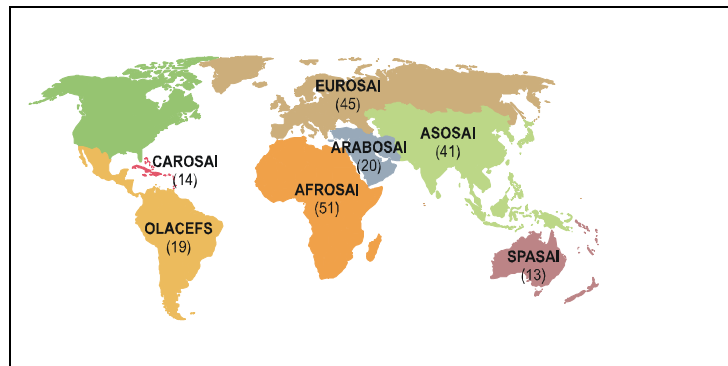 EUROSAI
(45)
ASOSAI
(41)
ARABOSAI
(20)
CAROSAI
(14)
AFROSAI
(51)
OLACEFS
(19)
SPASAI
(13)